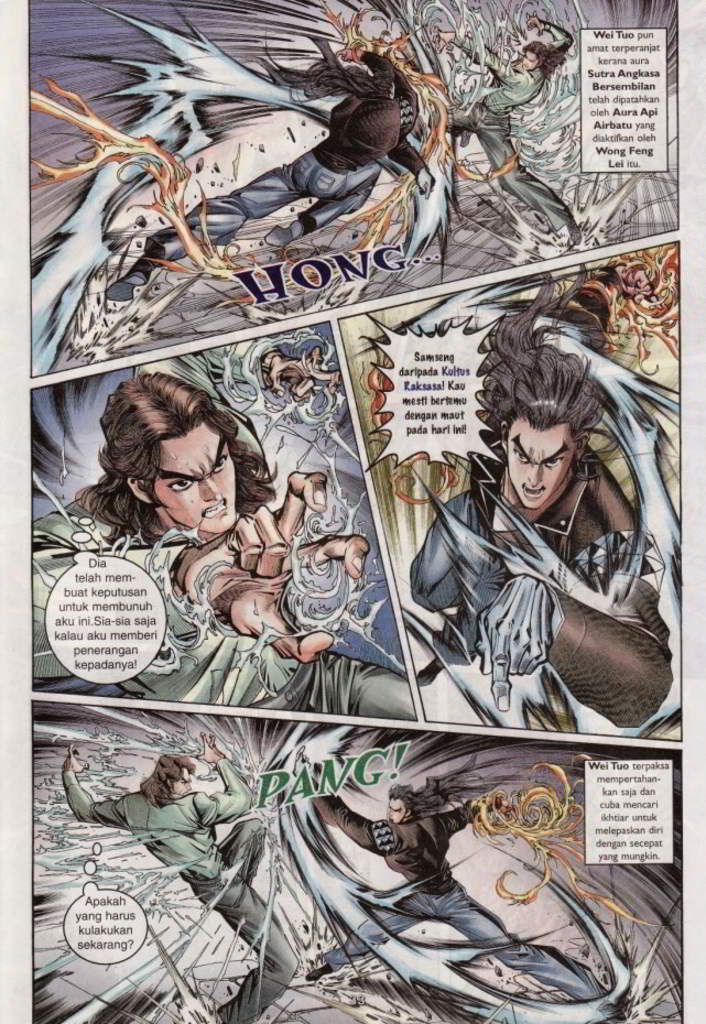 Wei Tuo pun
amat terperanjat
kerana aura
Sutra Angkasa
Bersembilan
telah dipatahkan
oleh Aura Api
Airbatu yang
diaktifkan oleh
Wong Feng
Lei itu.
HONG...
Dia
telah mem-
buat keputusan
untuk membunuh
aku ini.Sia-sia saja
kalau aku memberi
penerangan
kepadanya!
Samseng
daripada Kultus
Raksasa! Kau
mesti bertemu
dengan maut
pada hari ini!
PANG!
Wei Tuo terpaksa
mempertahan-
kan saja dan
cuba mencari
ikhtiar untuk
melepaskan diri
dengan secepat
yang mungkin.
Apakah
yang harus
kulakukan
sekarang?